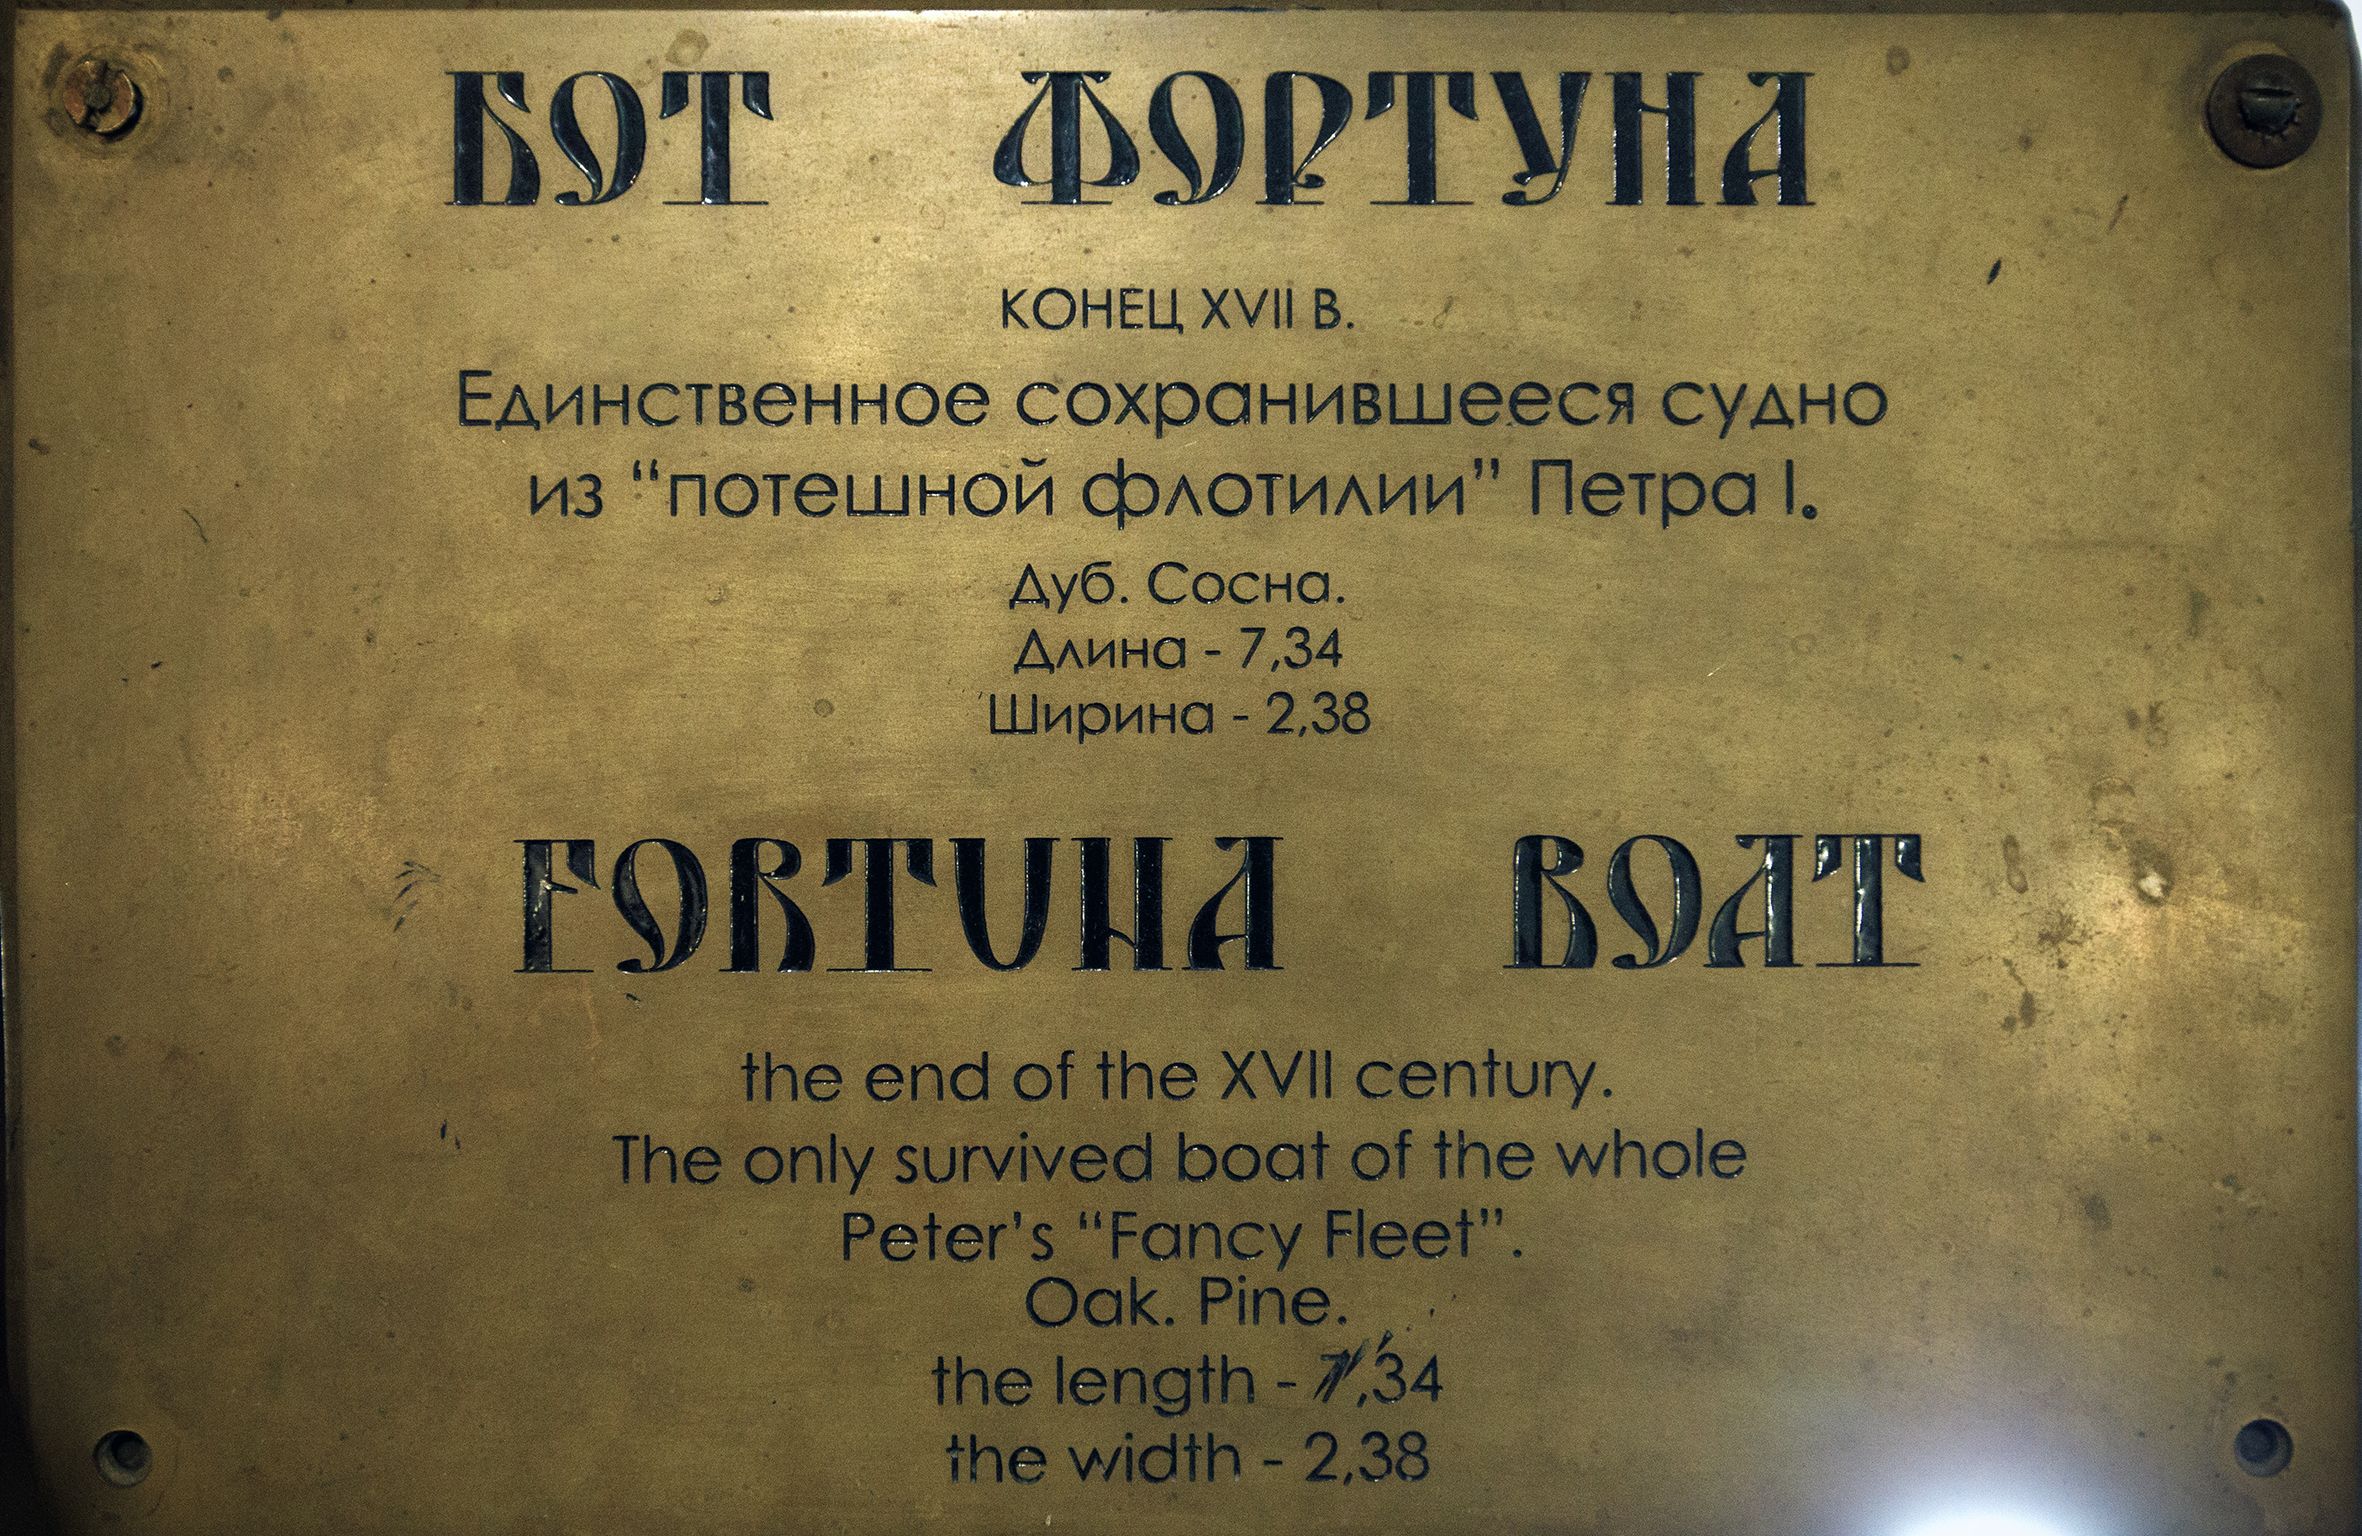 БОТ ФОРТУНА
КОНЕЦ XVII В.
Единственное сохранившееся судно
из “потешной флотилии” Петра I.
Дуб. Сосна.
Длина - 7,34
Ширина - 2,38
FORTUNA BOAT
the end of the XVII century.
The only survived boat of the whole
Peter’s “Fancy Fleet”.
Oak. Pine.
the length - 7,34
the width - 2,38